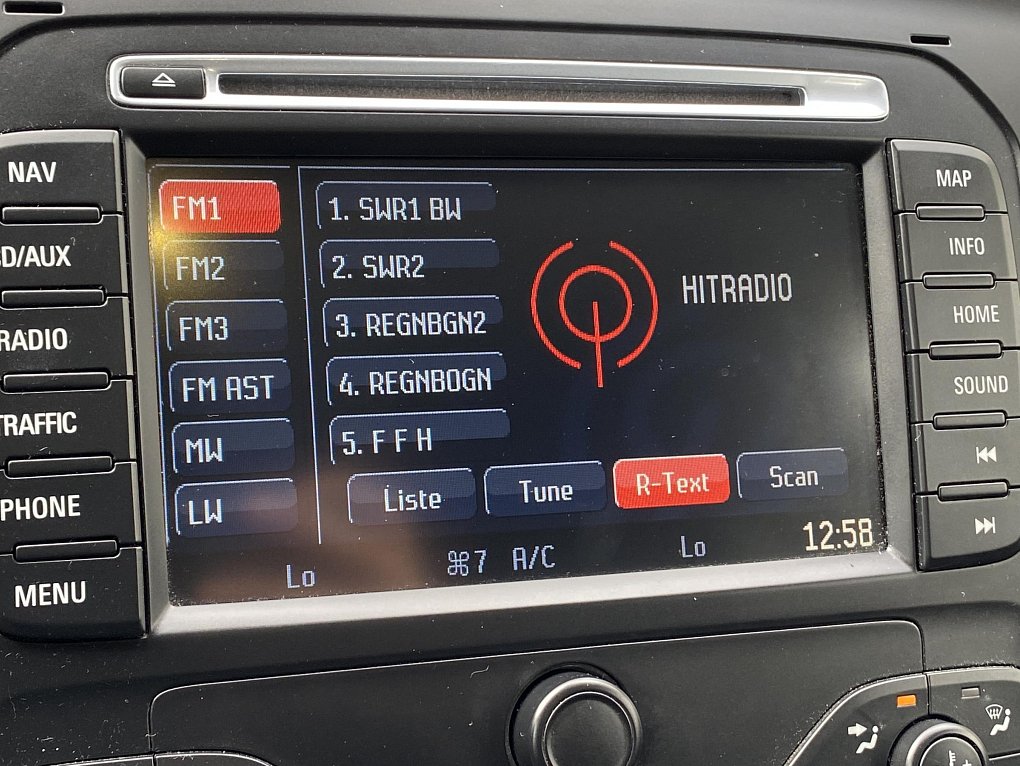 NAV
D/AUX
RADIO
TRAFFIC
PHONE
MENU
FM1
FM2
FM3
FM AST
MW
LW
1. SWR1 BW
2. SWR2
3. REGNBGN2
4. REGNBOGN
5. F F H
HITRADIO
Liste
Tune
R-Text
Scan
Lo
7
A/C
Lo
12:58
MAP
INFO
HOME
SOUND